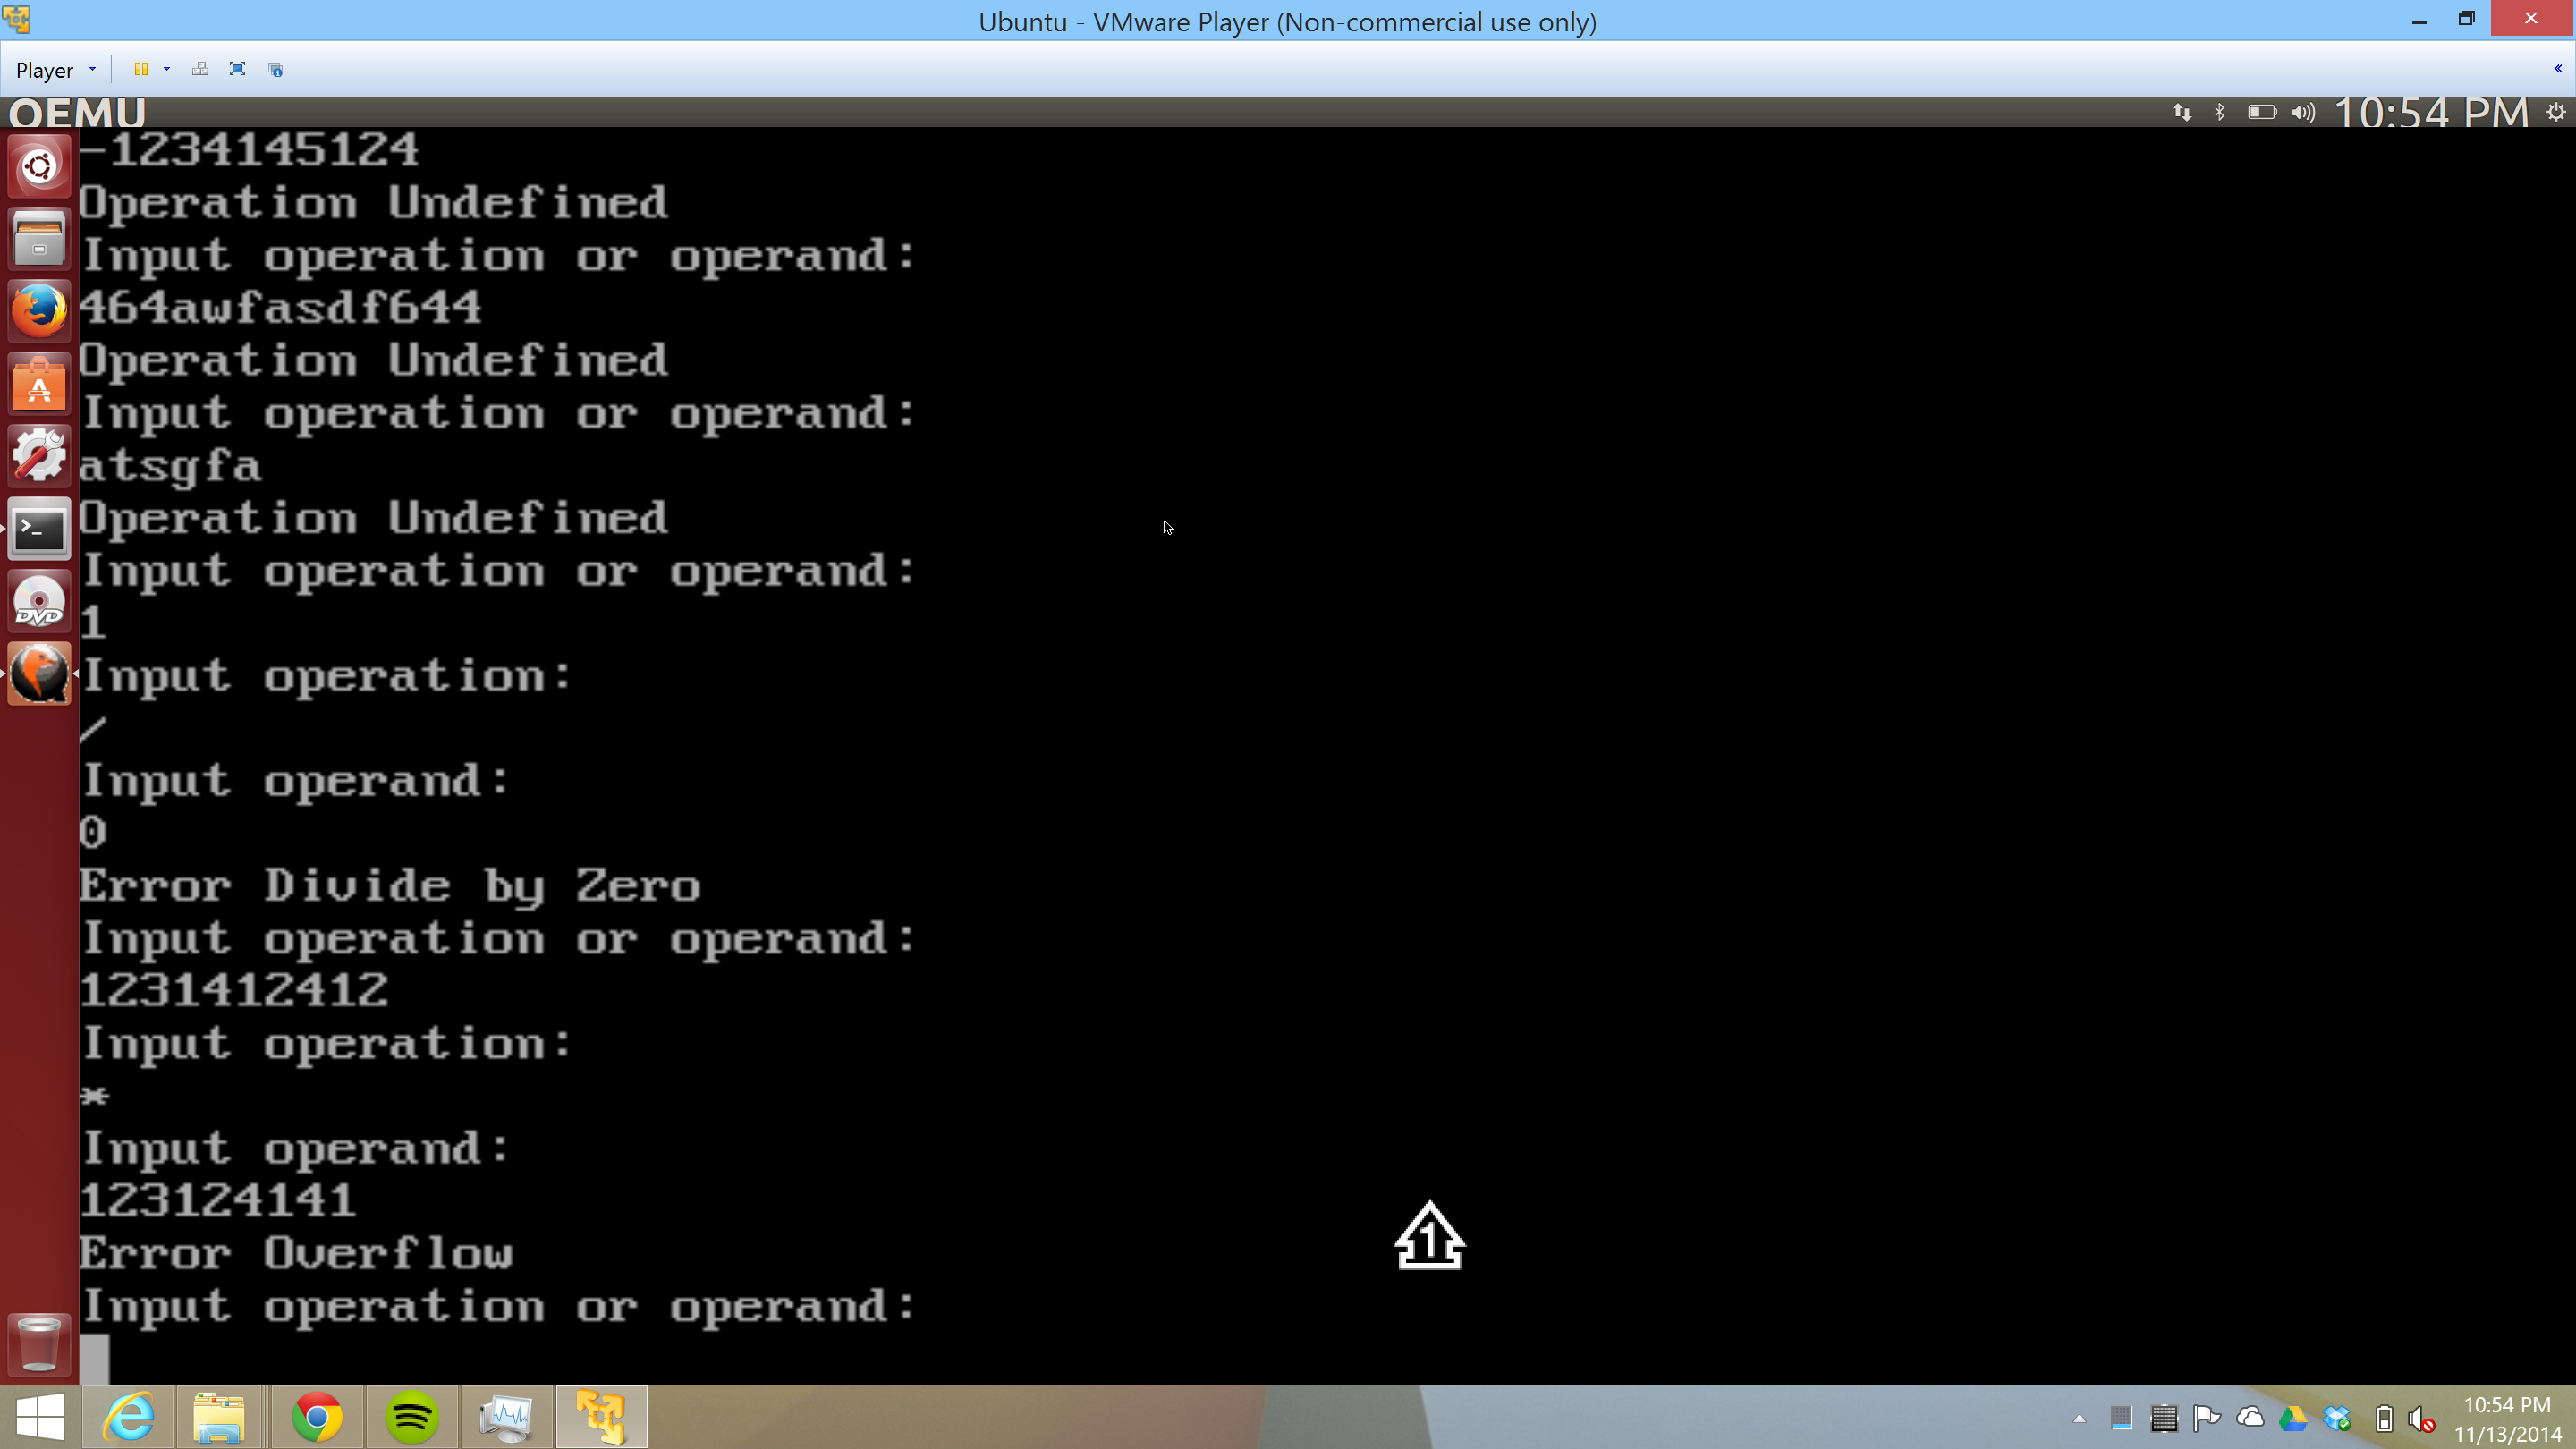 Ubuntu - VMware Player (Non-commercial use only)
Player
QEMU
10:54 PM
-1234145124
Operation Undefined
Input operation or operand:
464awfasdf644
Operation Undefined
Input operation or operand:
atsgfa
Operation Undefined
Input operation or operand:
1
Input operation:
/
Input operand:
0
Error Divide by Zero
Input operation or operand:
1231412412
Input operation:
*
Input operand:
123124141
Error Overflow
Input operation or operand:
DVD
1
10:54 PM
11/13/2014